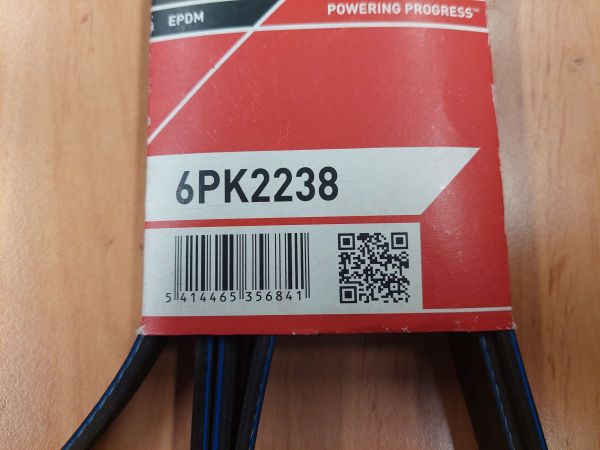 EPDM
POWERING PROGRESS™
6PK2238
5 414465 356841